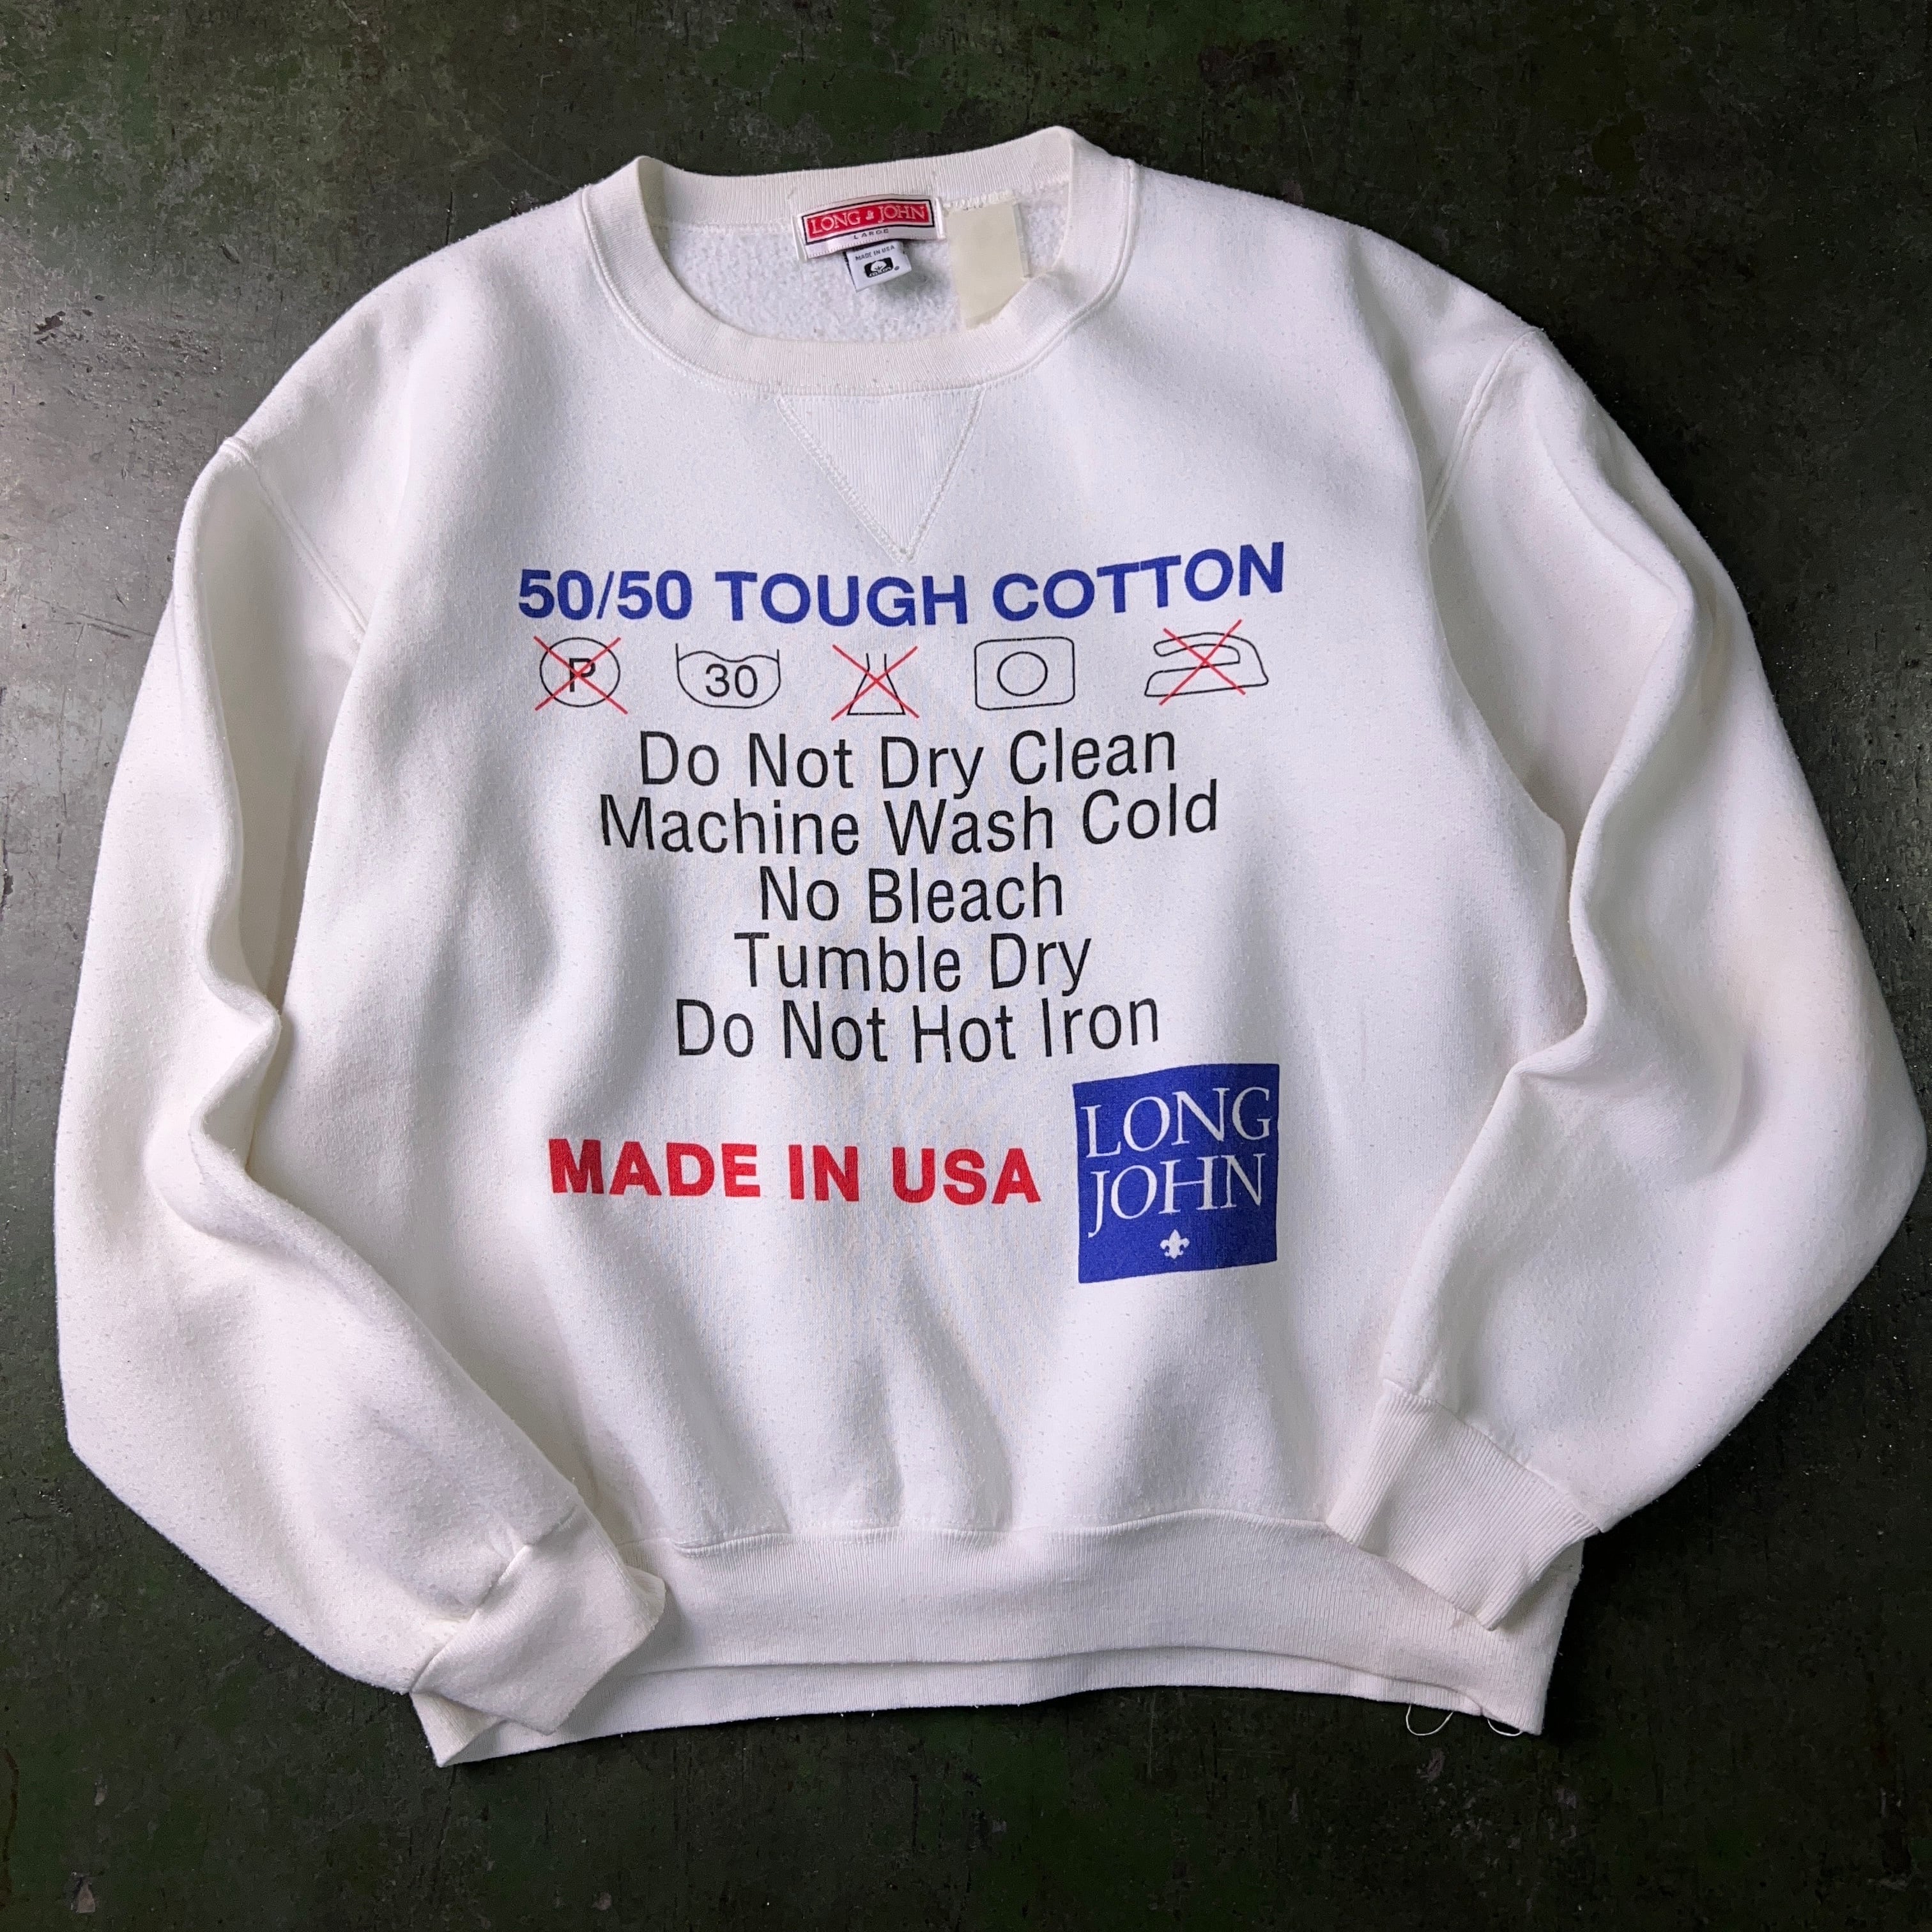 LONG & JOHN
LARGE
MADE IN USA
50/50 TOUGH COTTON
P
30
Do Not Dry Clean
Machine Wash Cold
No Bleach
Tumble Dry
Do Not Hot Iron
MADE IN USA
LONG
JOHN